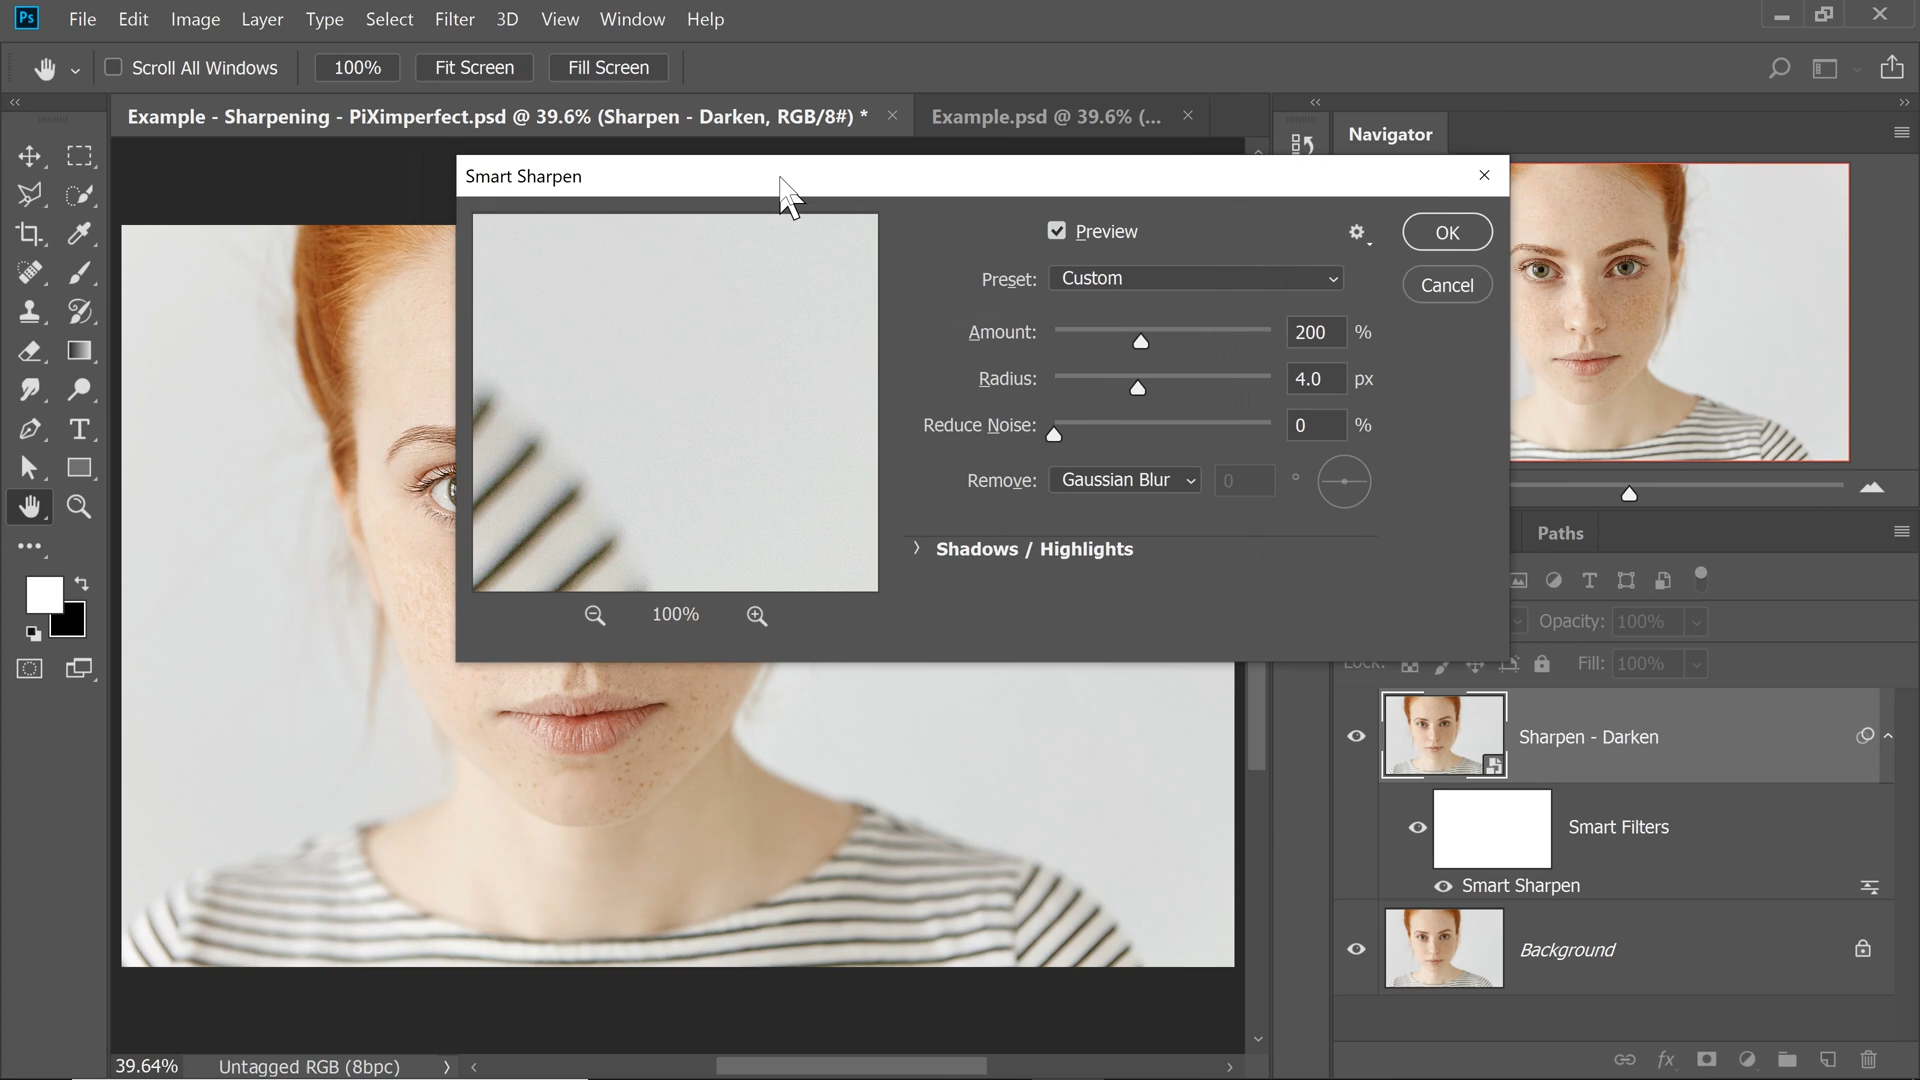 Ps File Edit Image Layer Type Select Filter 3D View Window Help
Scroll All Windows 100% Fit Screen Fill Screen
Example - Sharpening - PiXimperfect.psd @ 39.6% (Sharpen - Darken, RGB/8#) * Example.psd @ 39.6% (...
Navigator
Smart Sharpen
Preview
OK
Preset: Custom
Cancel
Amount: 200 %
Radius: 4.0 px
Reduce Noise: 0 %
Remove: Gaussian Blur 0 °
Shadows / Highlights
100%
Paths
Opacity: 100%
Lock: Fill: 100%
Sharpen - Darken
Smart Filters
Smart Sharpen
Background
39.64% Untagged RGB (8bpc)
fx